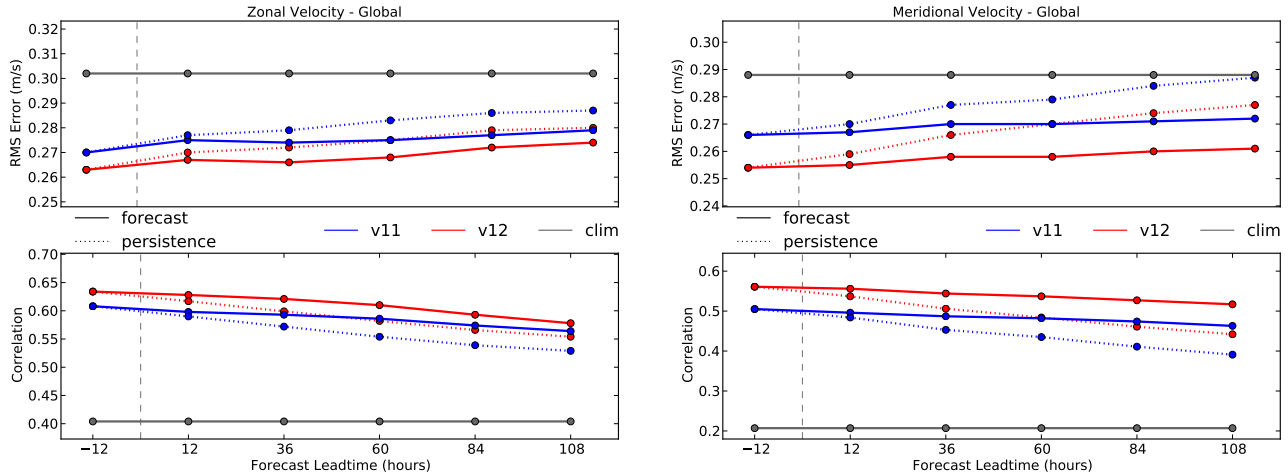 Zonal Velocity - Global
0.32
0.31
0.30
0.29
0.28
0.27
0.26
0.25
RMS Error (m/s)
forecast
persistence
v11 v12 clim
0.70
0.65
0.60
0.55
0.50
0.45
0.40
Correlation
−12 12 36 60 84 108
Forecast Leadtime (hours)
Meridional Velocity - Global
0.30
0.29
0.28
0.27
0.26
0.25
0.24
RMS Error (m/s)
forecast
persistence
v11 v12 clim
0.6
0.5
0.4
0.3
0.2
Correlation
−12 12 36 60 84 108
Forecast Leadtime (hours)